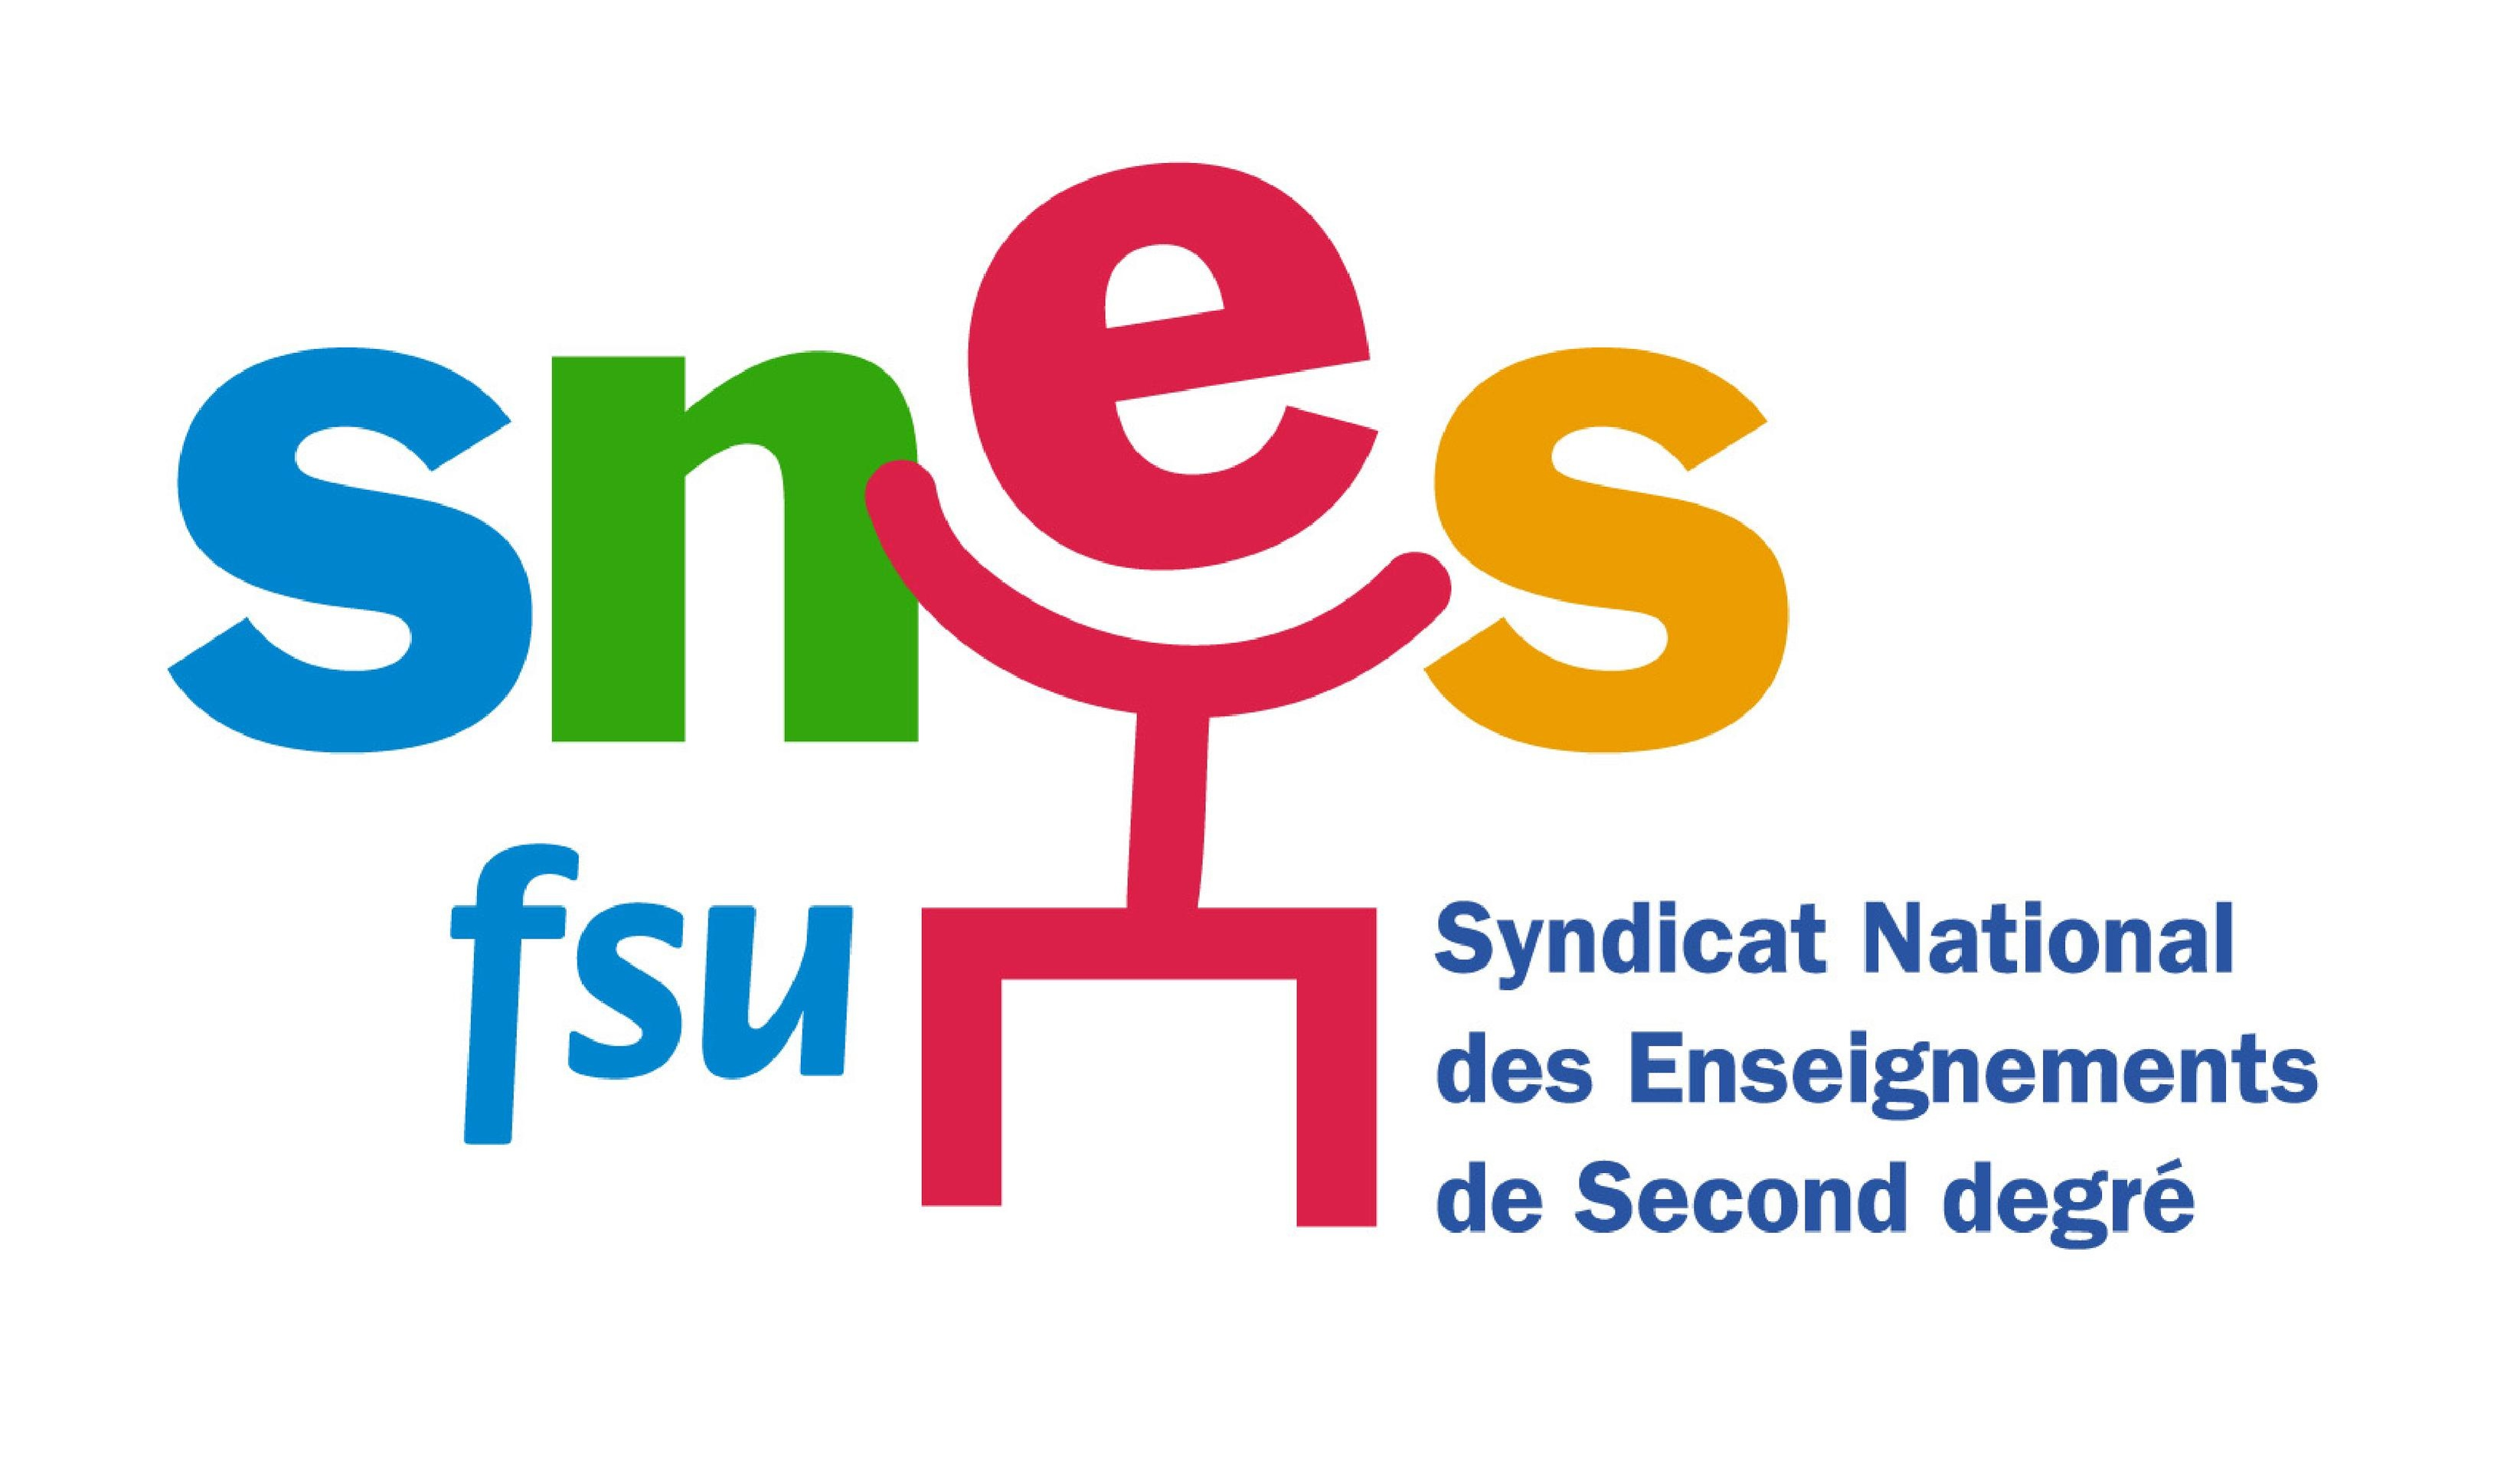 snes
fsu
Syndicat National
des Enseignements
de Second degré